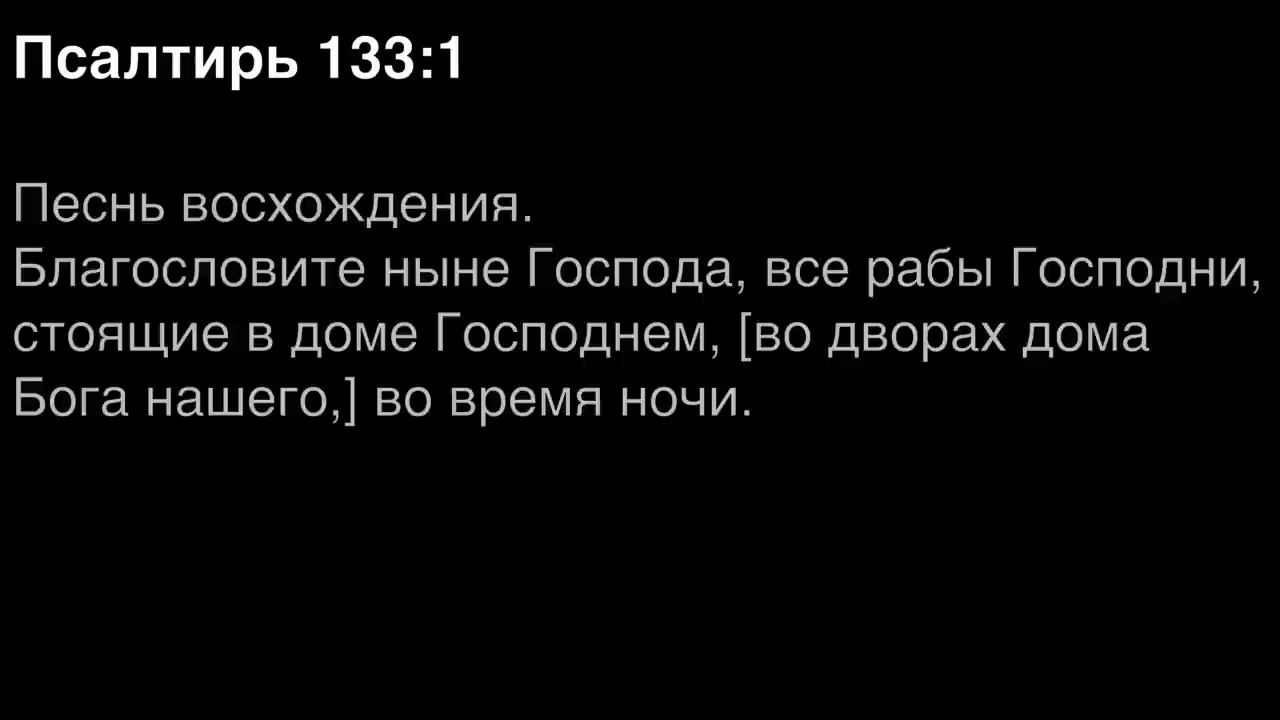 Псалтирь 133:1
Песнь восхождения.
Благословите ныне Господа, все рабы Господни,
стоящие в доме Господнем, [во дворах дома
Бога нашего,] во время ночи.